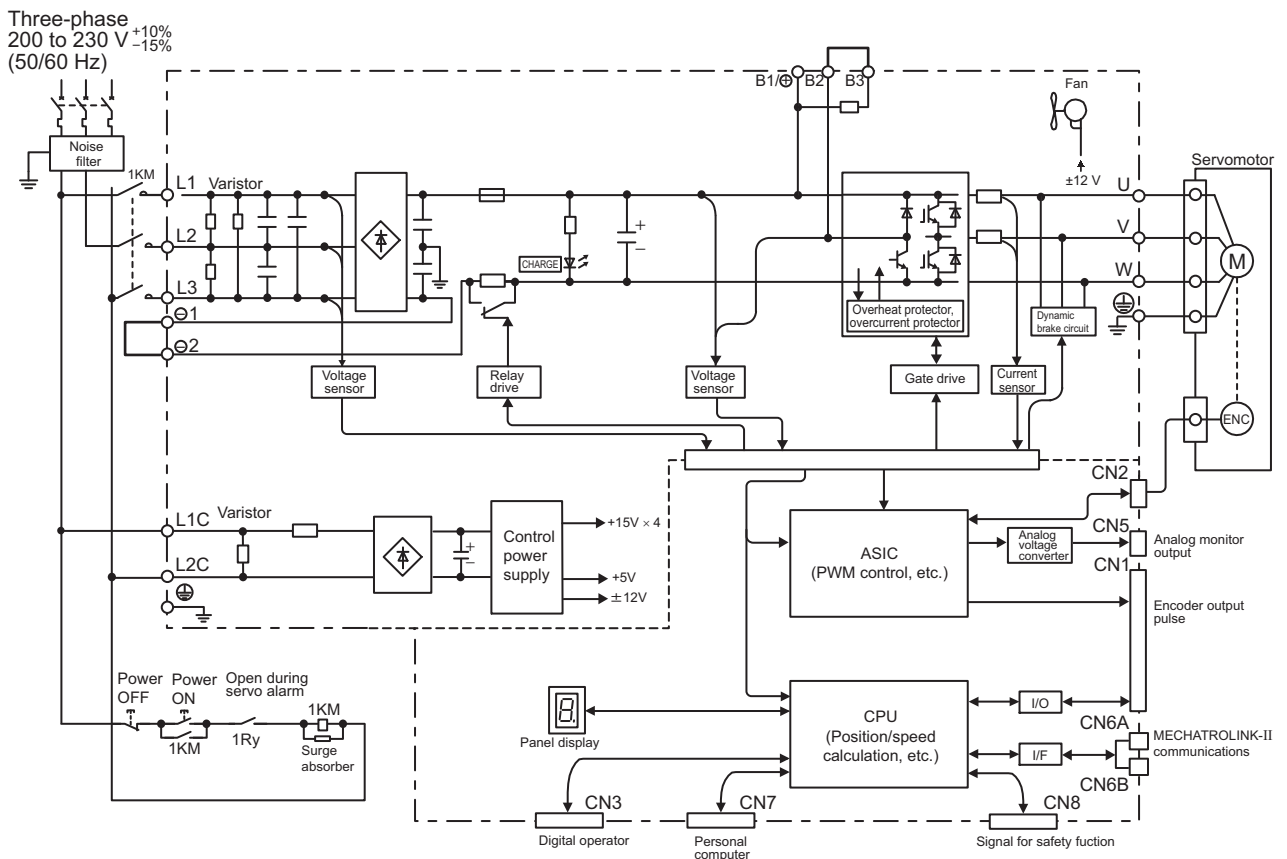 Three-phase
200 to 230 V +10%
−15%
(50/60 Hz)
B1/⊕ B2 B3
Fan
±12 V
Noise
filter
1KM
Servomotor
L1 Varistor
U
L2
V
L3
W
M
CHARGE
⊖1
⊖2
Overheat protector,
overcurrent protector
Dynamic
brake circuit
Voltage
sensor
Relay
drive
Voltage
sensor
Gate drive
Current
sensor
ENC
CN2
L1C Varistor
L2C
Control
power
supply
+15V × 4
+5V
±12V
ASIC
(PWM control, etc.)
Analog
voltage
converter
CN5
Analog monitor
output
CN1
Encoder output
pulse
Power
OFF
Power
ON
Open during
servo alarm
1KM
1KM
1Ry
Surge
absorber
8.
Panel display
CPU
(Position/speed
calculation, etc.)
I/O
I/F
CN6A
MECHATROLINK-II
communications
CN6B
CN3
Digital operator
CN7
Personal
computer
CN8
Signal for safety fuction